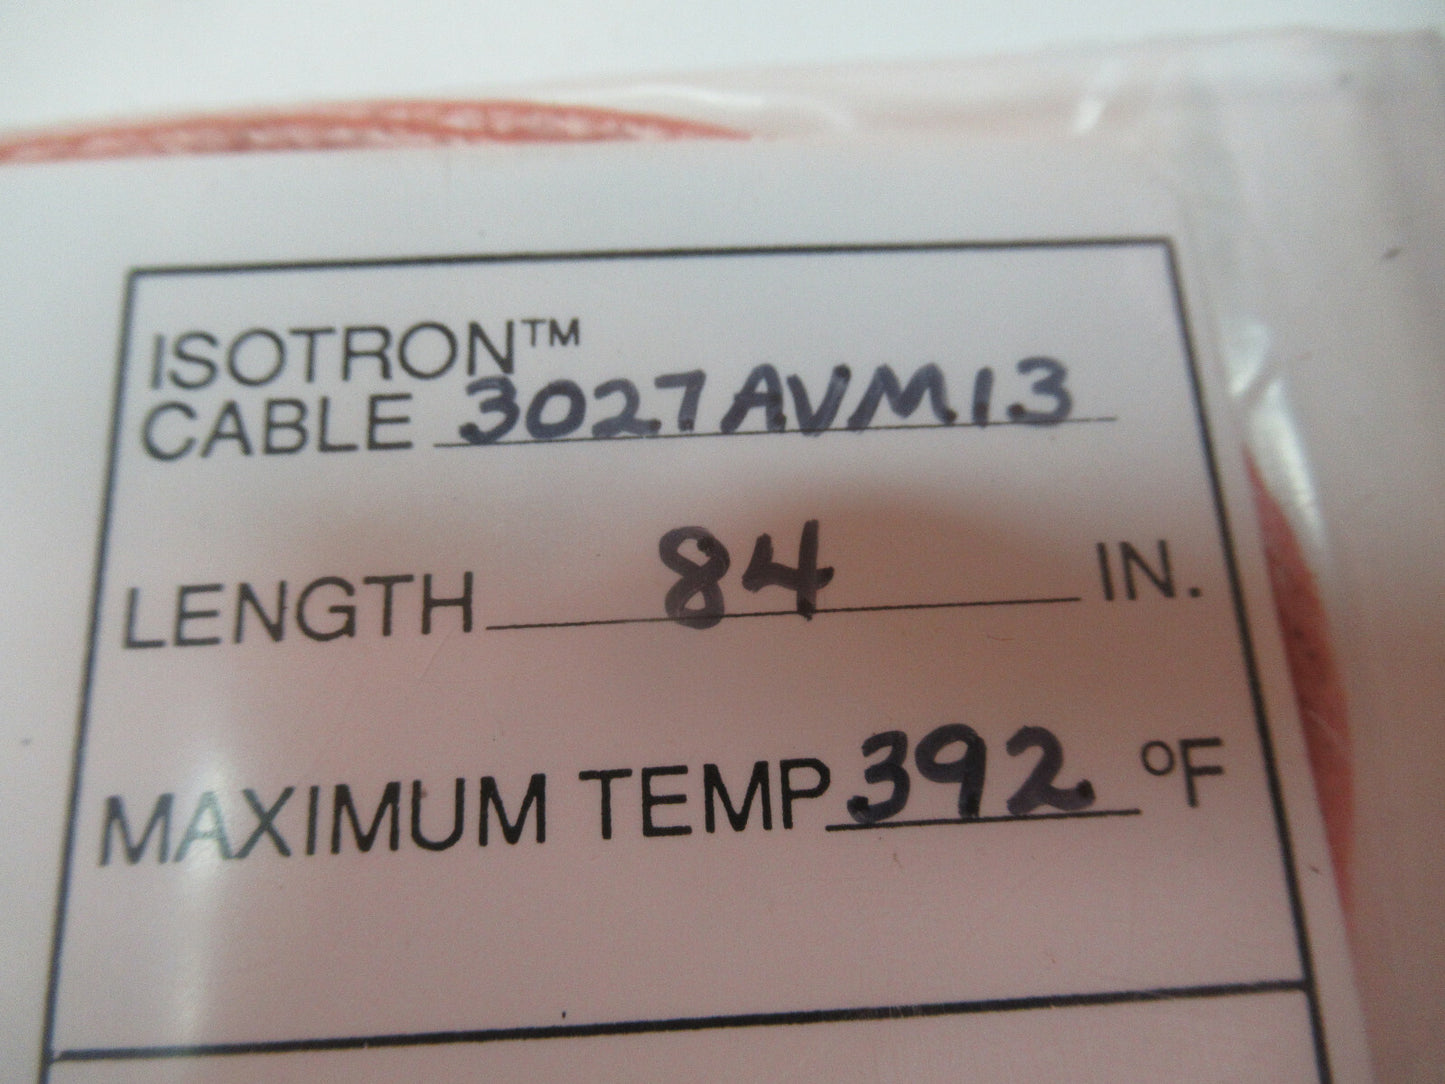 ISOTRON™
CABLE 3027AVM13
LENGTH 84 IN.
MAXIMUM TEMP 392 °F